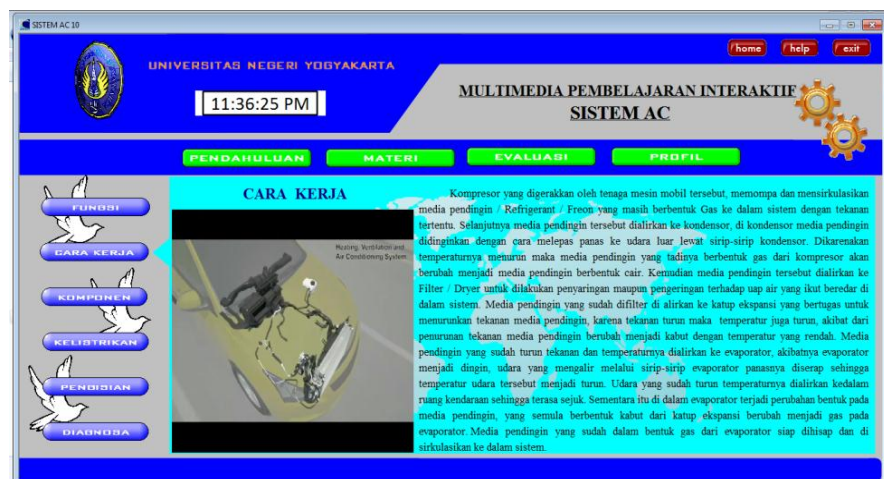 SISTEM AC 10
home help exit
UNIVERSITAS NEGERI YOGYAKARTA
11:36:25 PM
MULTIMEDIA PEMBELAJARAN INTERAKTIF
SISTEM AC
PENDAHULUAN MATERI EVALUASI PROFIL
FUNGSI
CARA KERJA
KOMPONEN
KELISTRIKAN
PENGISIAN
DIAGNOSA
CARA KERJA
Heating, Ventilation and
Air Conditioning System
Kompresor yang digerakkan oleh tenaga mesin mobil tersebut, memompa dan mensirkulasikan
media pendingin / Refrigerant / Freon yang masih berbentuk Gas ke dalam sistem dengan tekanan
tertentu. Selanjutnya media pendingin tersebut dialirkan ke kondensor, di kondensor media pendingin
didinginkan dengan cara melepas panas ke udara luar lewat sirip-sirip kondensor. Dikarenakan
temperaturnya menurun maka media pendingin yang tadinya berbentuk gas dari kompresor akan
berubah menjadi media pendingin berbentuk cair. Kemudian media pendingin tersebut dialirkan ke
Filter / Dryer untuk dilakukan penyaringan maupun pengeringan terhadap uap air yang ikut beredar di
dalam sistem. Media pendingin yang sudah difilter di alirkan ke katup ekspansi yang bertugas untuk
menurunkan tekanan media pendingin, karena tekanan turun maka temperatur juga turun, akibat dari
penurunan tekanan media pendingin berubah menjadi kabut dengan temperatur yang rendah. Media
pendingin yang sudah turun tekanan dan temperaturnya dialirkan ke evaporator, akibatnya evaporator
menjadi dingin, udara yang mengalir melalui sirip-sirip evaporator panasnya diserap sehingga
temperatur udara tersebut menjadi turun. Udara yang sudah turun temperaturnya dialirkan kedalam
ruang kendaraan sehingga terasa sejuk. Sementara itu di dalam evaporator terjadi perubahan bentuk pada
media pendingin, yang semula berbentuk kabut dari katup ekspansi berubah menjadi gas pada
evaporator. Media pendingin yang sudah dalam bentuk gas dari evaporator siap dihisap dan di
sirkulasikan ke dalam sistem.